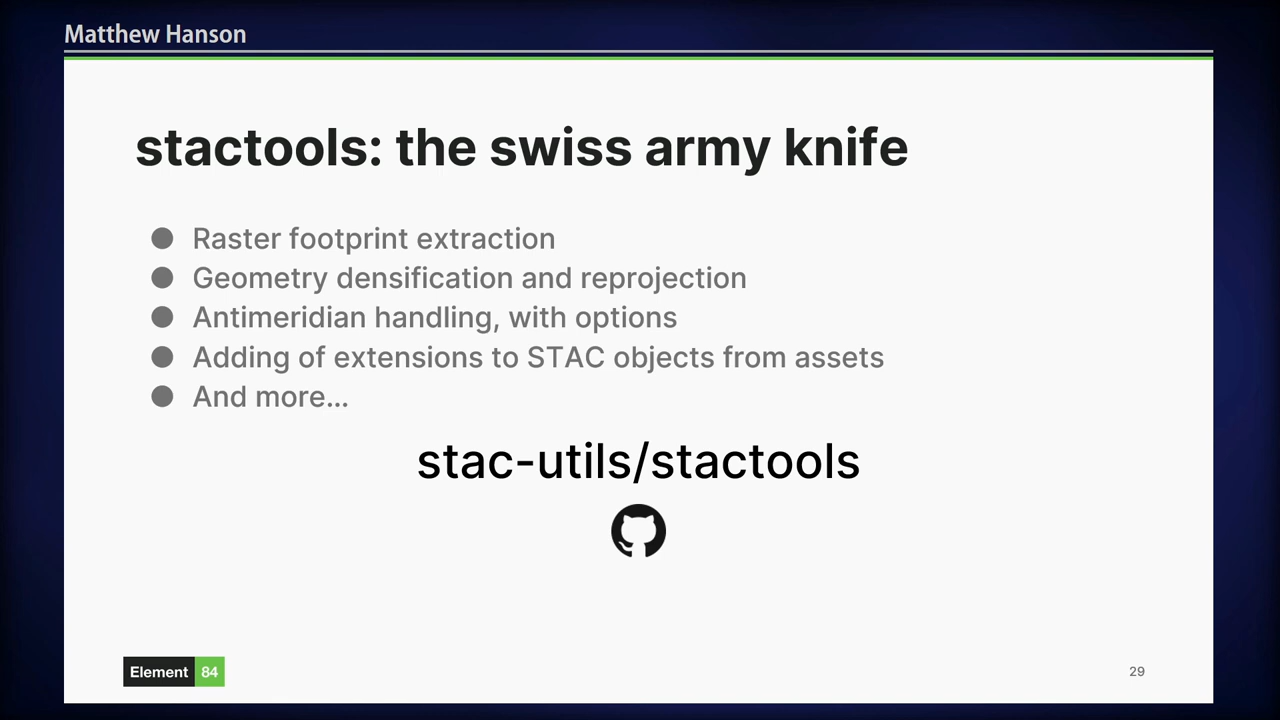 Matthew Hanson
stactools: the swiss army knife
● Raster footprint extraction
● Geometry densification and reprojection
● Antimeridian handling, with options
● Adding of extensions to STAC objects from assets
● And more...
stac-utils/stactools
Element 84
29